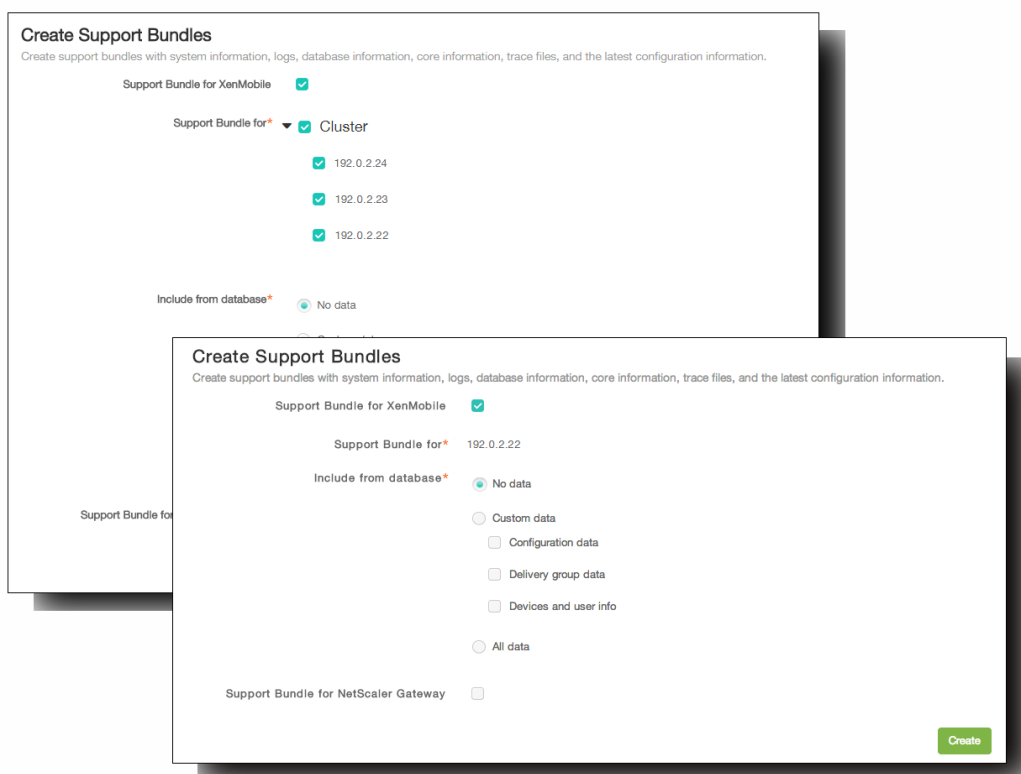 Create Support Bundles
Create support bundles with system information, logs, database information, core information, trace files, and the latest configuration information.
Support Bundle for XenMobile
Support Bundle for* Cluster
192.0.2.24
192.0.2.23
192.0.2.22
Include from database* No data
Support Bundle for
Create Support Bundles
Create support bundles with system information, logs, database information, core information, trace files, and the latest configuration information.
Support Bundle for XenMobile
Support Bundle for* 192.0.2.22
Include from database* No data
Custom data
Configuration data
Delivery group data
Devices and user info
All data
Support Bundle for NetScaler Gateway
Create